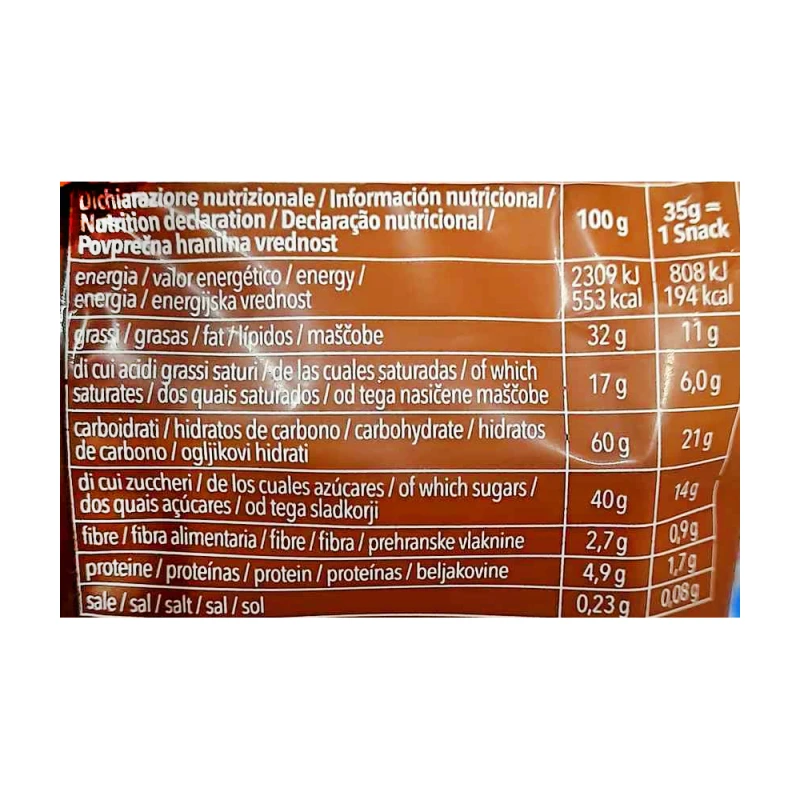 Dichiarazione nutrizionale / Información nutricional /
Nutrition declaration / Declaração nutricional /
Povprečna hranilna vrednost
100 g
35g =
1 Snack
energia / valor energético / energy /
energia / energijska vrednost
2309 kJ
553 kcal
808 kJ
194 kcal
grassi / grasas / fat / lípidos / maščobe
32 g
11 g
di cui acidi grassi saturi / de las cuales saturadas / of which
saturates / dos quais saturados / od tega nasičene maščobe
17 g
6,0 g
carboidrati / hidratos de carbono / carbohydrate / hidratos
de carbono / ogljikovi hidrati
60 g
21 g
di cui zuccheri / de los cuales azúcares / of which sugars /
dos quais açúcares / od tega sladkorji
40 g
14 g
fibre / fibra alimentaria / fibre / fibra / prehranske vlaknine
2,7 g
0,9 g
proteine / proteínas / protein / proteínas / beljakovine
4,9 g
1,7 g
sale / sal / salt / sal / sol
0,23 g
0,08 g